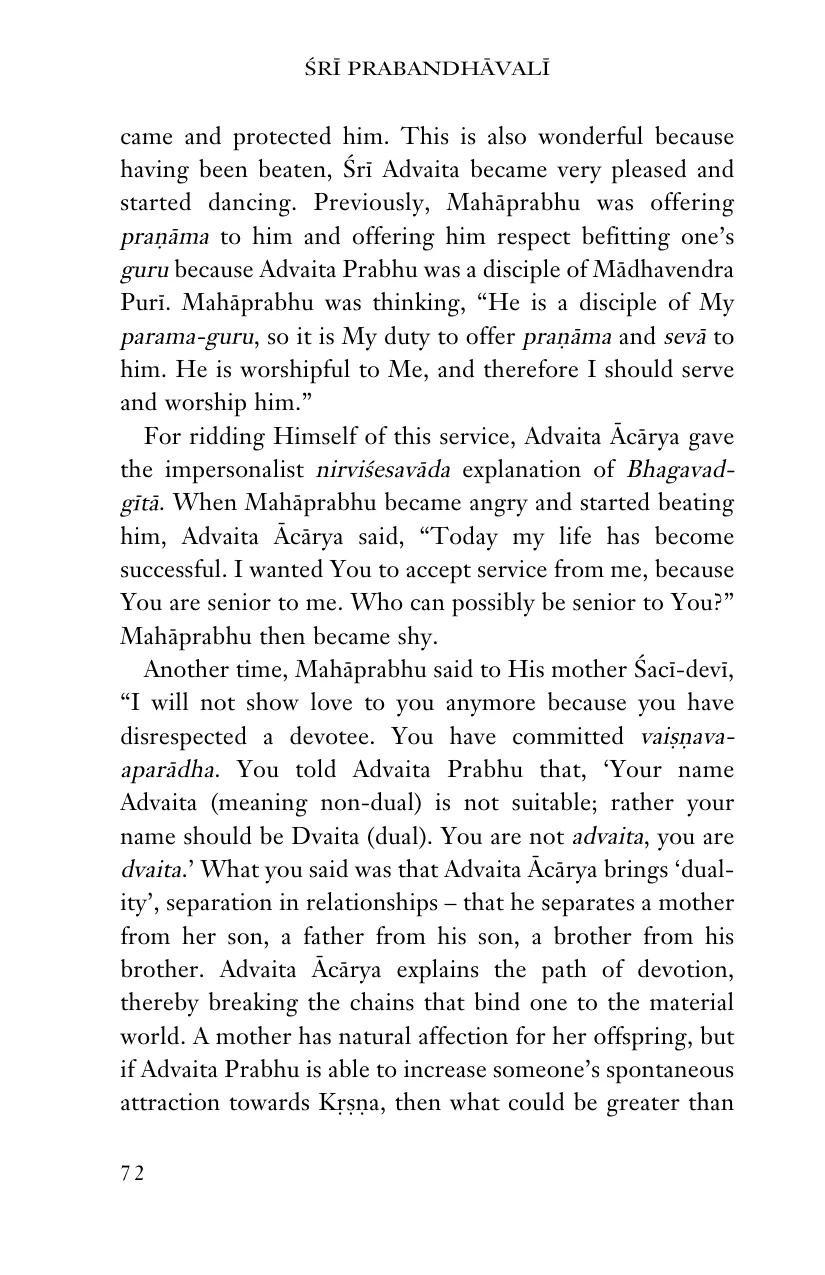 ŚRĪ PRABANDHĀVALĪ
came and protected him. This is also wonderful because
having been beaten, Śrī Advaita became very pleased and
started dancing. Previously, Mahāprabhu was offering
praṇāma to him and offering him respect befitting one’s
guru because Advaita Prabhu was a disciple of Mādhavendra
Purī. Mahāprabhu was thinking, “He is a disciple of My
parama-guru, so it is My duty to offer praṇāma and sevā to
him. He is worshipful to Me, and therefore I should serve
and worship him.”
For ridding Himself of this service, Advaita Ācārya gave
the impersonalist nirviśesavāda explanation of Bhagavad-
gītā. When Mahāprabhu became angry and started beating
him, Advaita Ācārya said, “Today my life has become
successful. I wanted You to accept service from me, because
You are senior to me. Who can possibly be senior to You?”
Mahāprabhu then became shy.
Another time, Mahāprabhu said to His mother Śacī-devī,
“I will not show love to you anymore because you have
disrespected a devotee. You have committed vaiṣṇava-
aparādha. You told Advaita Prabhu that, ‘Your name
Advaita (meaning non-dual) is not suitable; rather your
name should be Dvaita (dual). You are not advaita, you are
dvaita.’ What you said was that Advaita Ācārya brings ‘dual-
ity’, separation in relationships – that he separates a mother
from her son, a father from his son, a brother from his
brother. Advaita Ācārya explains the path of devotion,
thereby breaking the chains that bind one to the material
world. A mother has natural affection for her offspring, but
if Advaita Prabhu is able to increase someone’s spontaneous
attraction towards Kṛṣṇa, then what could be greater than
72